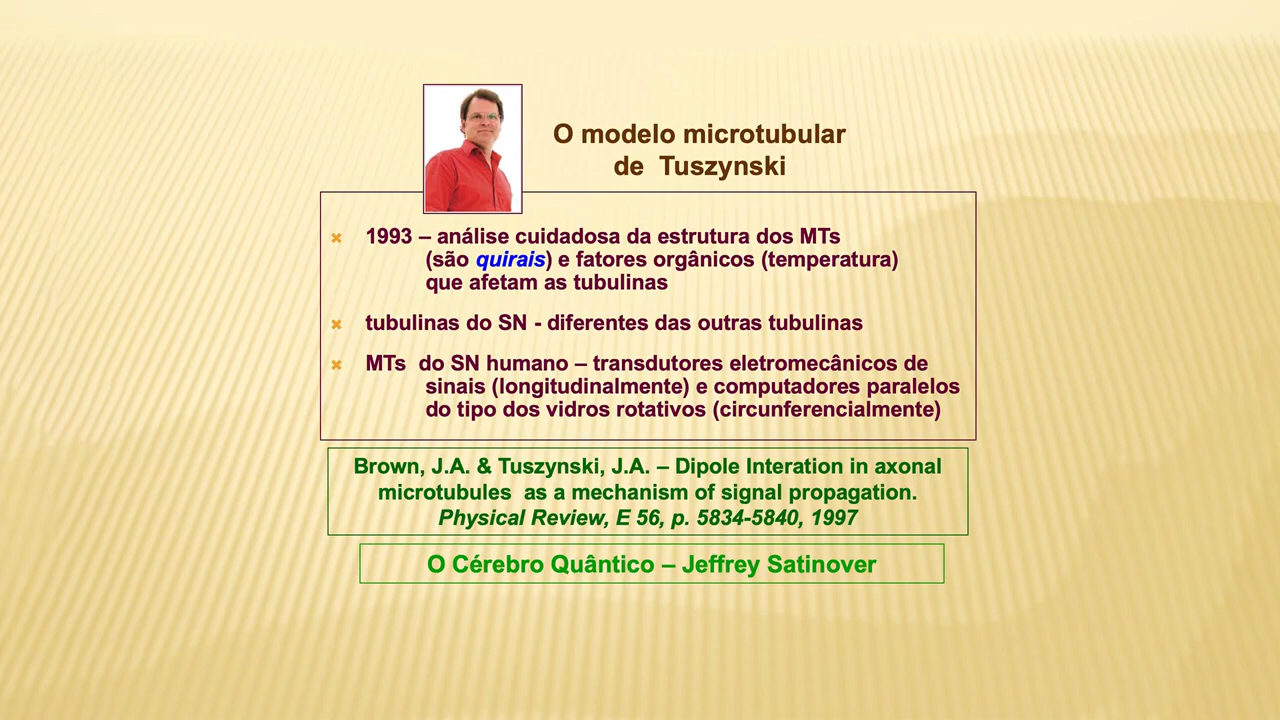 O modelo microtubular
de Tuszynski
1993 – análise cuidadosa da estrutura dos MTs
(são quirais) e fatores orgânicos (temperatura)
que afetam as tubulinas
tubulinas do SN - diferentes das outras tubulinas
MTs do SN humano – transdutores eletromecânicos de
sinais (longitudinalmente) e computadores paralelos
do tipo dos vidros rotativos (circunferencialmente)
Brown, J.A. & Tuszynski, J.A. – Dipole Interation in axonal
microtubules as a mechanism of signal propagation.
Physical Review, E 56, p. 5834-5840, 1997
O Cérebro Quântico – Jeffrey Satinover